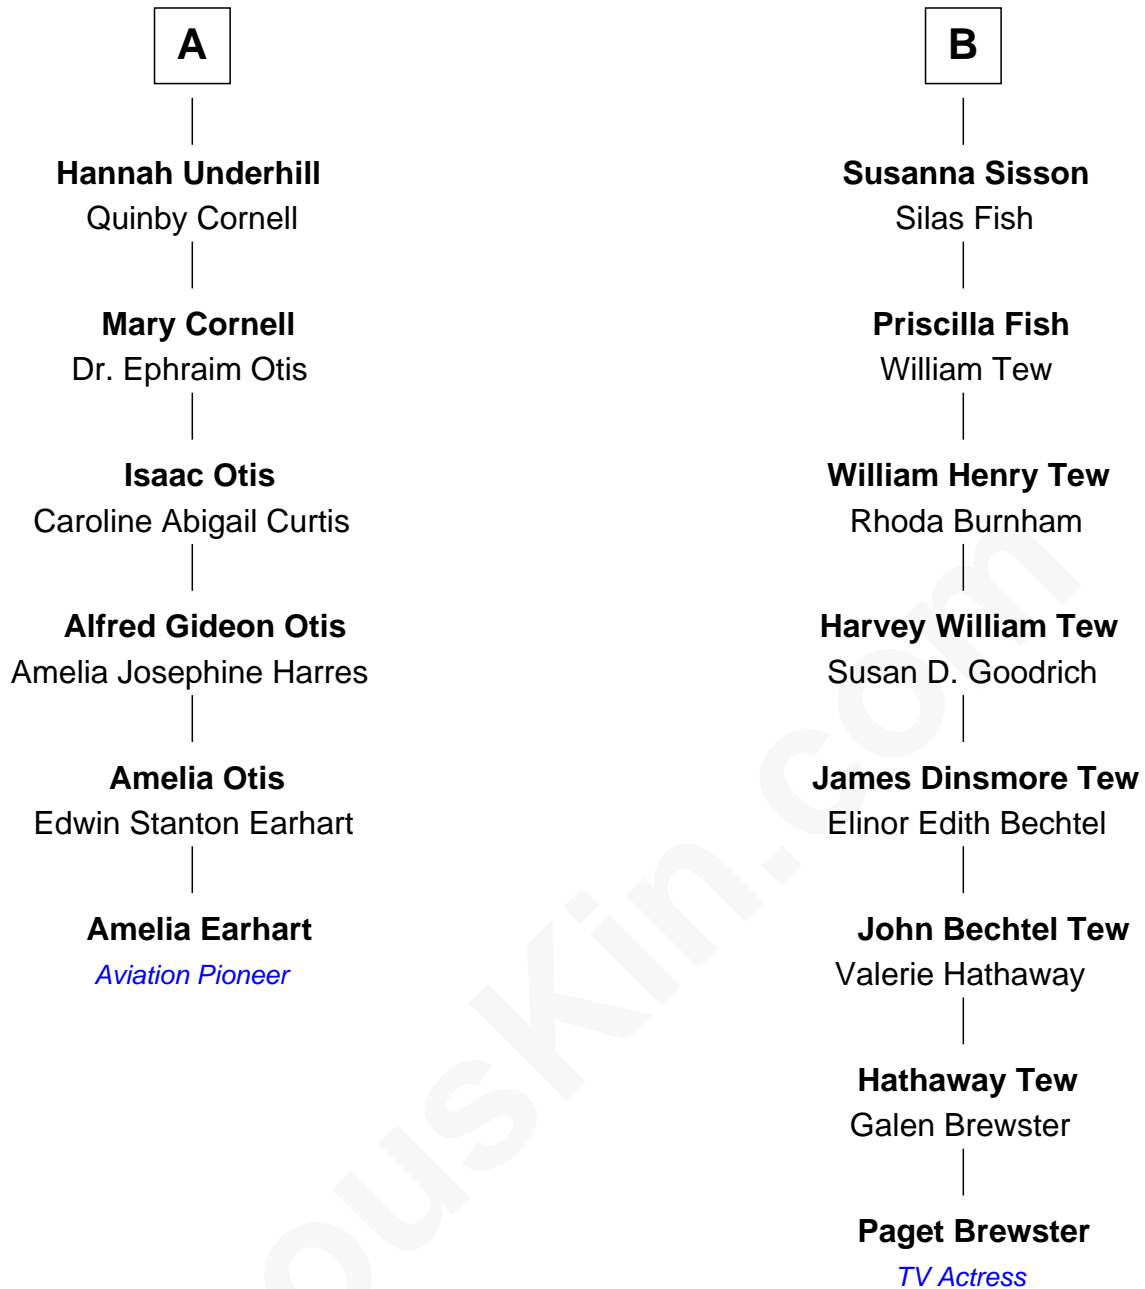 A
Hannah Underhill
Quinby Cornell
Mary Cornell
Dr. Ephraim Otis
Isaac Otis
Caroline Abigail Curtis
Alfred Gideon Otis
Amelia Josephine Harres
Amelia Otis
Edwin Stanton Earhart
Amelia Earhart
Aviation Pioneer
B
Susanna Sisson
Silas Fish
Priscilla Fish
William Tew
William Henry Tew
Rhoda Burnham
Harvey William Tew
Susan D. Goodrich
James Dinsmore Tew
Elinor Edith Bechtel
John Bechtel Tew
Valerie Hathaway
Hathaway Tew
Galen Brewster
Paget Brewster
TV Actress
ousKin.com